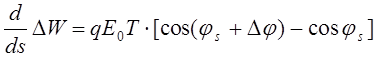 d/ds ΔW = qE₀T · [cos(φₛ + Δφ) − cos φₛ]